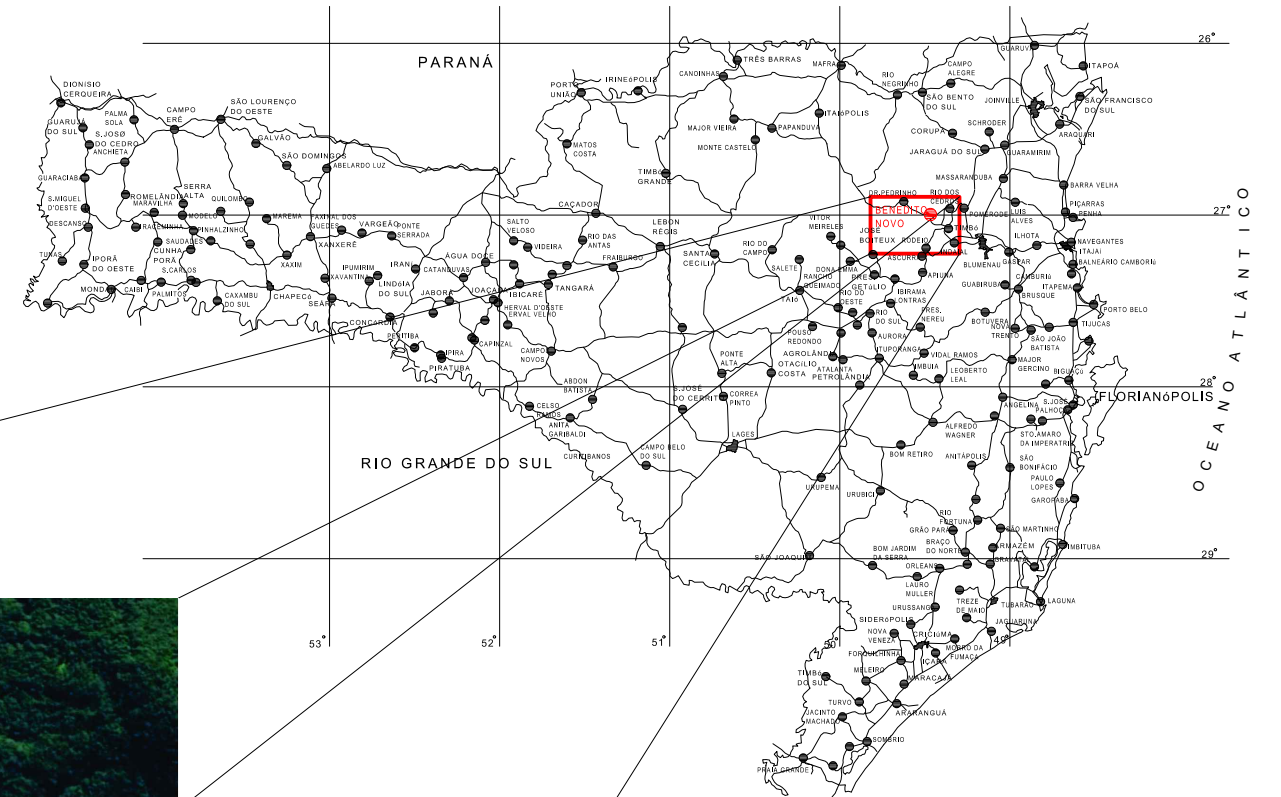 26°
PARANÁ
GUARUVA
TRÊS BARRAS
MAFRA
CAMPO
ALEGRE
ITAPOÁ
CANOINHAS
RIO
NEGRINHO
DIONISIO
CERQUEIRA
PORTO
UNIÃO
IRINEóPOLIS
SÃO BENTO
DO SUL
JOINVILLE
SÃO FRANCISCO
DO SUL
SÃO LOURENÇO
DO OESTE
CAMPO
ERÊ
PALMA
SOLA
ITAIóPOLIS
GUARUJÁ
DO SUL
MAJOR VIEIRA
PAPANDUVA
SCHRODER
CORUPA
ARAQUARI
S.JOSØ
DO CEDRO
ANCHIETA
GALVÃO
MATOS
COSTA
MONTE CASTELO
JARAGUÁ DO SUL
GUARAMIRIM
SÃO DOMINGOS
ABELARDO LUZ
TIMBó
GRANDE
MASSARANDUBA
GUARACIABA
BARRA VELHA
SERRA
ALTA
ROMELÂNDIA
MARAVILHA
QUILOMBO
DR.PEDRINHO
RIO DOS
CEDROS
S.MIGUEL
D'OESTE
CAÇADOR
BENEDITO
NOVO
POMERODE
LUIS
ALVES
PIÇARRAS
PENHA
27°
DESCANSO
IRACEMINHA
MODELO
MAREMA
FAXINAL DOS
GUEDES
VARGEÃO
PONTE
SERRADA
SALTO
VELOSO
VIDEIRA
RIO DAS
ANTAS
LEBON
RÉGIS
VITOR
MEIRELES
JOSÉ
BOITEUX
RODEIO
TIMBó
INDAIAL
ILHOTA
NAVEGANTES
ITAJAI
PINHALZINHO
SAUDADES
CUNHA
PORÃ
XANXERÊ
SANTA
CECILIA
RIO DO
CAMPO
ASCURRA
BLUMENAU
GASPAR
BALNEÁRIO CAMBORIÚ
TUNAS
IPORÃ
DO OESTE
S.CARLOS
XAXIM
IPUMIRIM
XAVANTINA
IRANI
CATANDUVAS
ÁGUA DOCE
FRAIBURGO
SALETE
DONA EMMA
RANCHO
QUEIMADO
PRES.
GETúLIO
APIUNA
CAMBURIÚ
MONDAÍ
CAIBI
PALMITOS
CAXAMBU
DO SUL
CHAPECó
SEARA
LINDóIA
DO SUL
JABORA
JOAÇABA
IBICARÉ
TANGARÁ
TAIó
RIO DO
OESTE
IBIRAMA
LONTRAS
GUABIRUBA
BRUSQUE
ITAPEMA
CONCóRDIA
HERVAL D'OESTE
ERVAL VELHO
RIO
DO SUL
PRES.
NEREU
BOTUVERÁ
NOVA
TRENTO
PORTO BELO
TIJUCAS
PERITIBA
IPIRA
PIRATUBA
CAPINZAL
CAMPOS
NOVOS
PONTE
ALTA
POUSO
REDONDO
AURORA
AGROLÂNDIA
ITUPORANGA
SÃO JOÃO
BATISTA
OTACíLIO
COSTA
ATALANTA
PETROLÂNDIA
VIDAL RAMOS
IMBUIA
LEOBERTO
LEAL
MAJOR
GERCINO
BIGUAÇú
28°
ABDON
BATISTA
CELSO
RAMOS
ANITA
GARIBALDI
S.JOSÉ
DO CERRITO
CORREA
PINTO
ANGELINA
S.JOSÉ
PALHOÇA
FLORIANóPOLIS
OCEANO ATLÂNTICO
LAGES
ALFREDO
WAGNER
STO.AMARO
DA IMPERATRIZ
RIO GRANDE DO SUL
CURITIBANOS
CAMPO BELO
DO SUL
BOM RETIRO
ANITÁPOLIS
SÃO
BONIFÁCIO
PAULO
LOPES
URUPEMA
URUBICI
GAROPABA
RIO
FORTUNA
GRÃO PARÁ
SÃO MARTINHO
BRAÇO
DO NORTE
ARMAZÉM
IMBITUBA
29°
SÃO JOAQUIM
BOM JARDIM
DA SERRA
ORLEANS
GRAVATAL
LAURO
MULLER
TREZE
DE MAIO
TUBARÃO
LAGUNA
URUSSANGA
SIDERóPOLIS
JAGUARUNA
NOVA
VENEZA
CRICIúMA
53°
52°
51°
50°
49°
FORQUILHINHA
IÇARA
MORRO DA
FUMAÇA
MELEIRO
TIMBé
DO SUL
MARACAJÁ
TURVO
JACINTO
MACHADO
ARARANGUÁ
SOMBRIO
PRAIA GRANDE